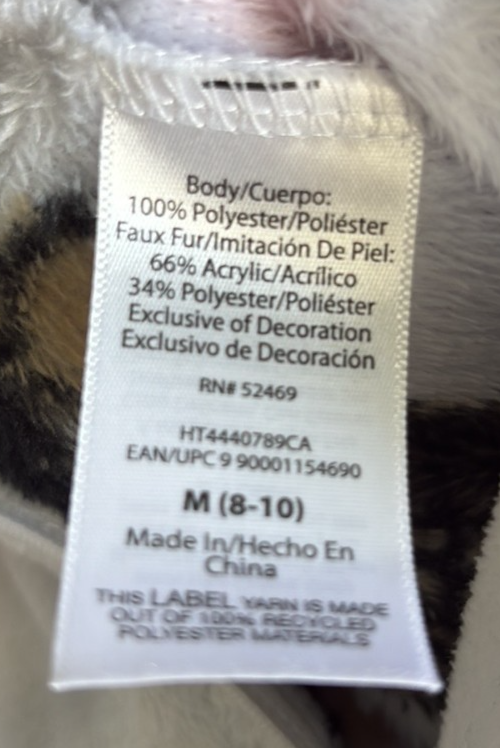 Body/Cuerpo:
100% Polyester/Poliéster
Faux Fur/Imitación De Piel:
66% Acrylic/Acrílico
34% Polyester/Poliéster
Exclusive of Decoration
Exclusivo de Decoración
RN# 52469
HT4440789CA
EAN/UPC 9 90001154690
M (8-10)
Made In/Hecho En
China
THIS LABEL YARN IS MADE
OUT OF 100% RECYCLED
POLYESTER MATERIALS